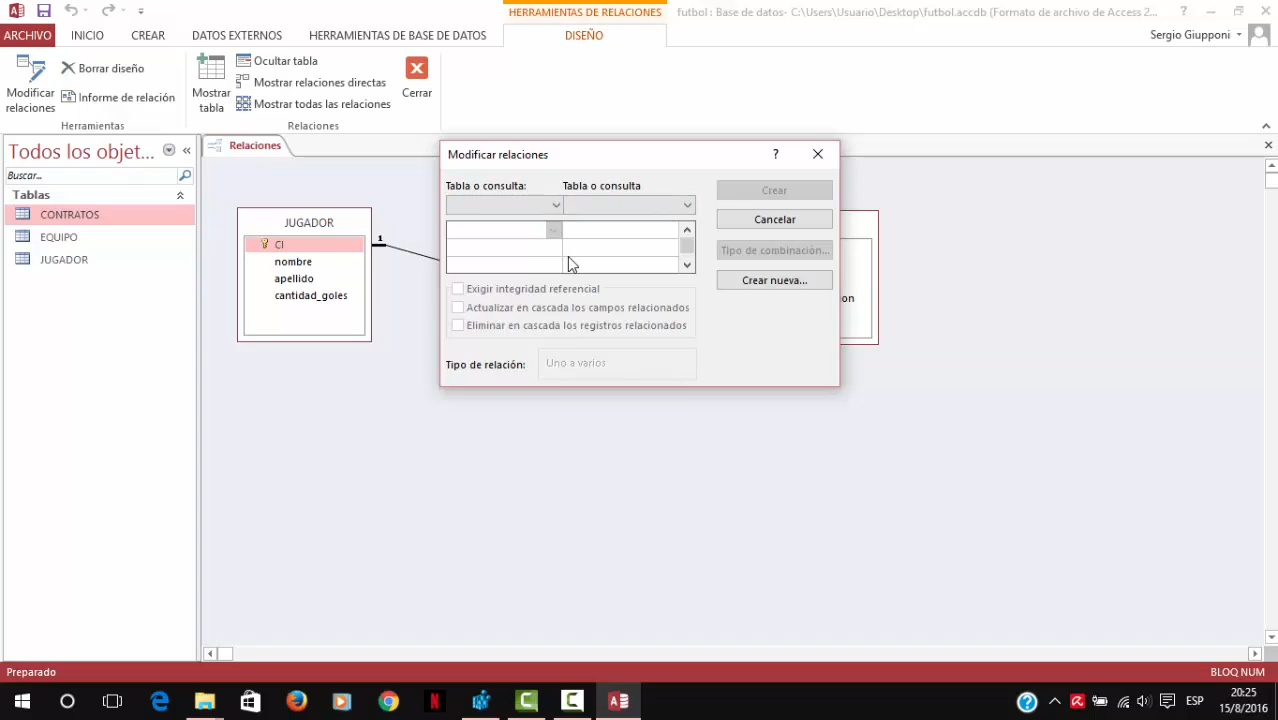 HERRAMIENTAS DE RELACIONES
futbol : Base de datos- C:\Users\Usuario\Desktop\futbol.accdb (Formato de archivo de Access 2...
ARCHIVO INICIO CREAR DATOS EXTERNOS HERRAMIENTAS DE BASE DE DATOS DISEÑO
Sergio Giupponi
Modificar relaciones
Borrar diseño
Informe de relación
Herramientas
Mostrar tabla
Ocultar tabla
Mostrar relaciones directas
Mostrar todas las relaciones
Cerrar
Relaciones
Todos los objet...
Buscar...
Tablas
CONTRATOS
EQUIPO
JUGADOR
Relaciones
JUGADOR
CI
nombre
apellido
cantidad_goles
1
Modificar relaciones
?
Tabla o consulta: Tabla o consulta
Crear
Cancelar
Tipo de combinación...
Crear nueva...
Exigir integridad referencial
Actualizar en cascada los campos relacionados
Eliminar en cascada los registros relacionados
Tipo de relación: Uno a varios
on
Preparado
BLOQ NUM
ESP
20:25
15/8/2016